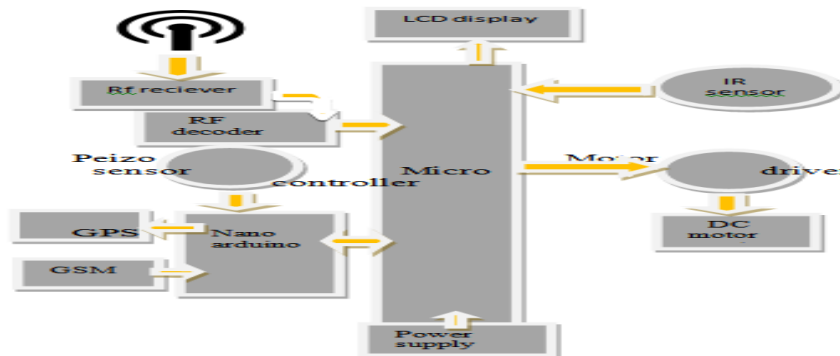 LCD display
Rf reciever
IR
sensor
RF
decoder
Peizo
sensor
Micro
controller
Motor
driver
GPS
Nano
arduino
DC
motor
GSM
Power
supply